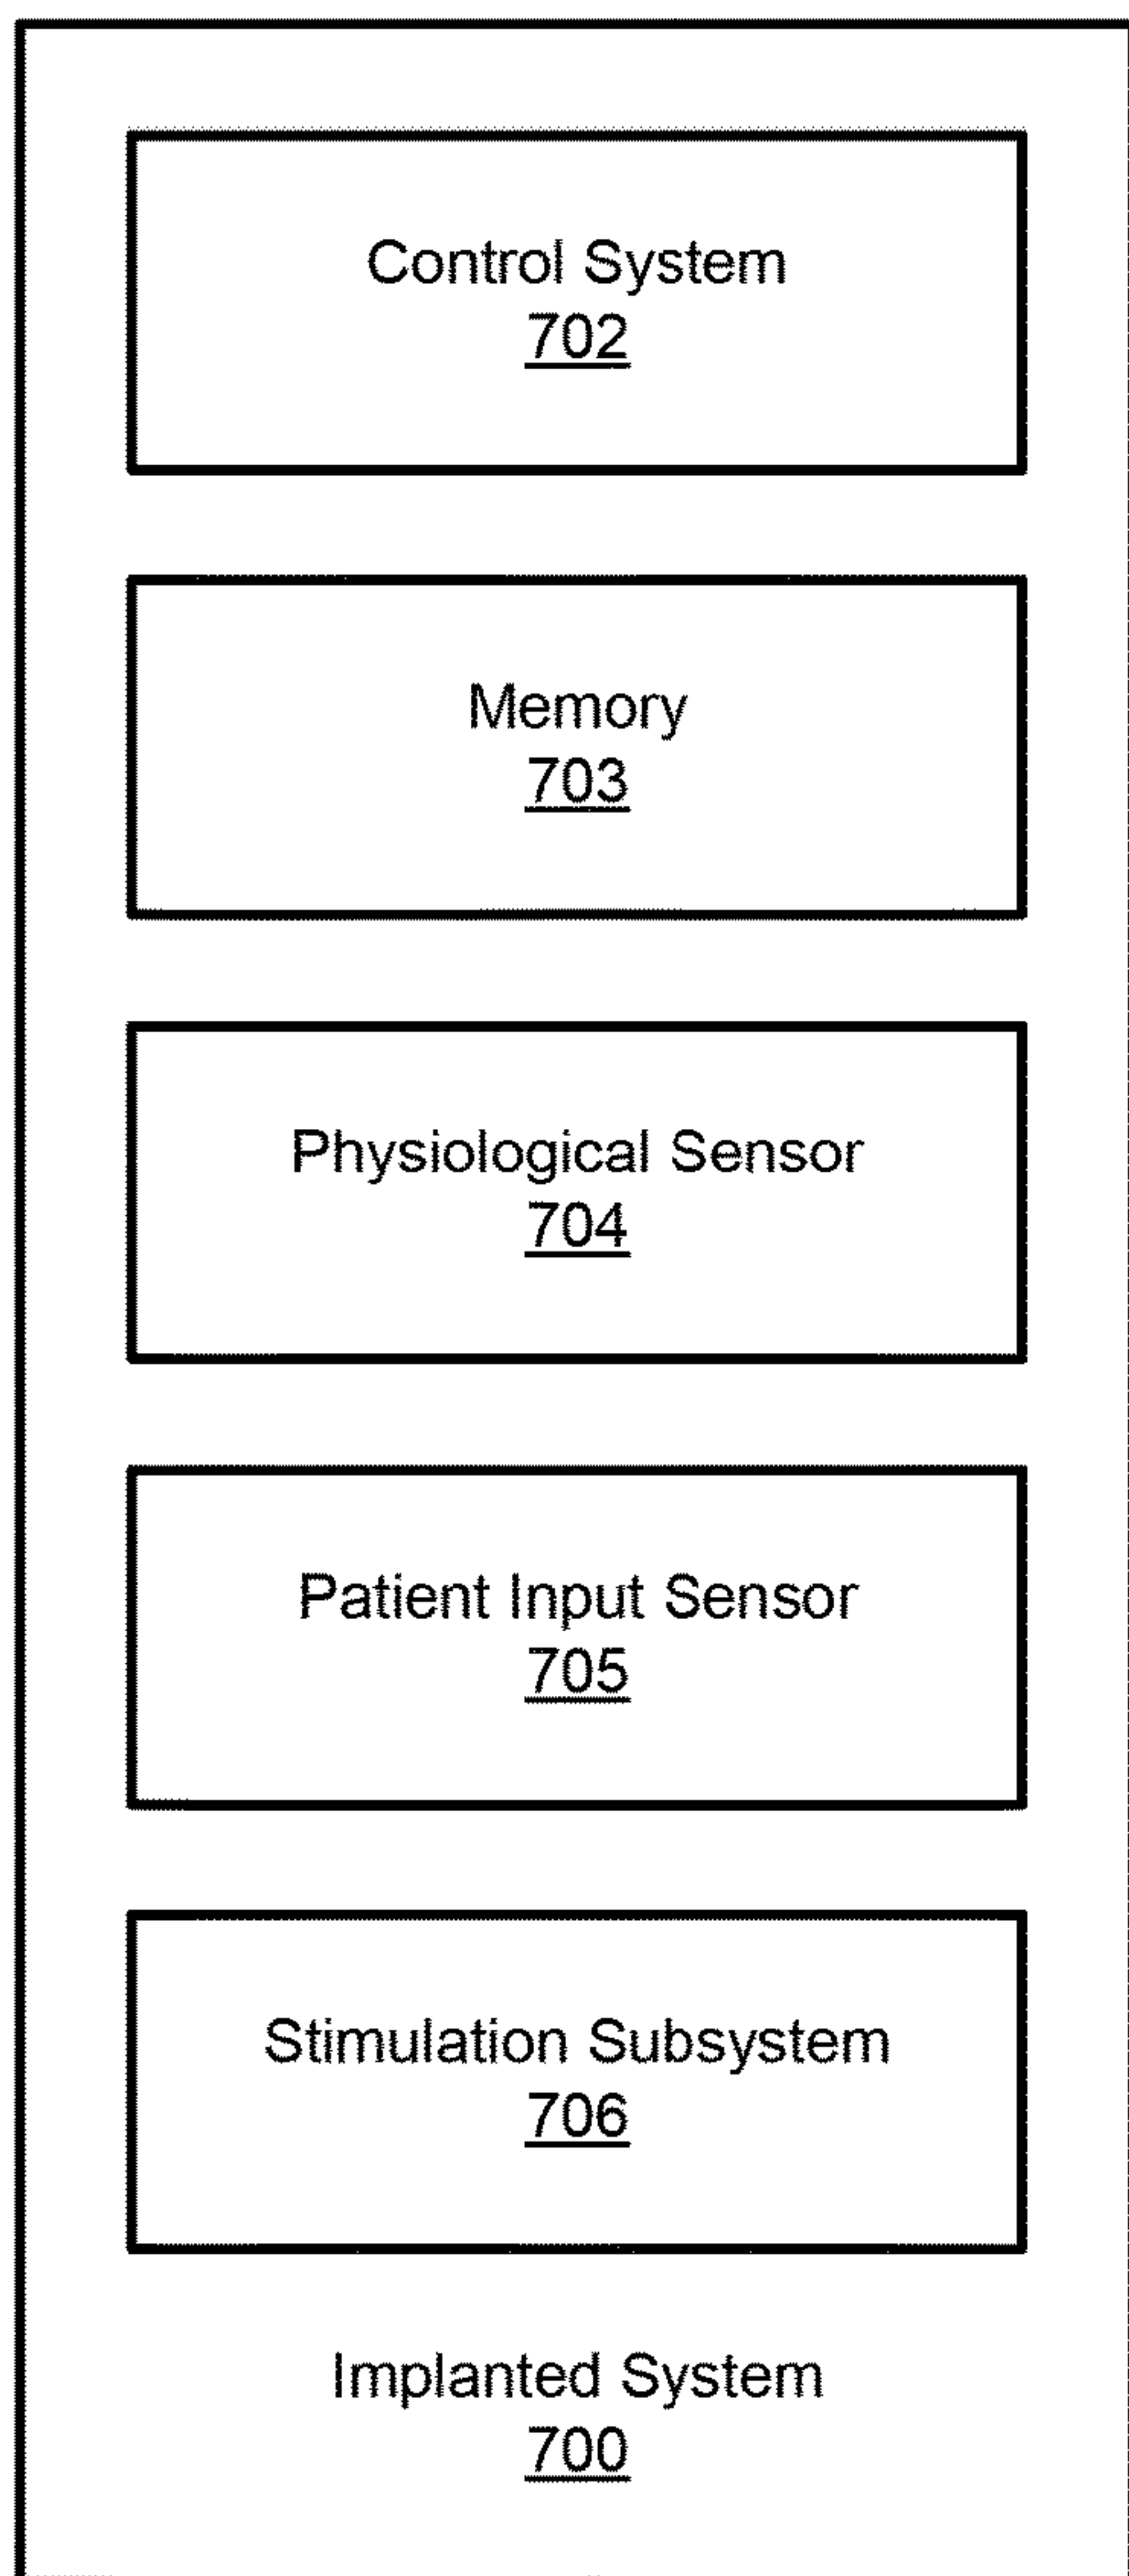 Control System
702
Memory
703
Physiological Sensor
704
Patient Input Sensor
705
Stimulation Subsystem
706
Implanted System
700